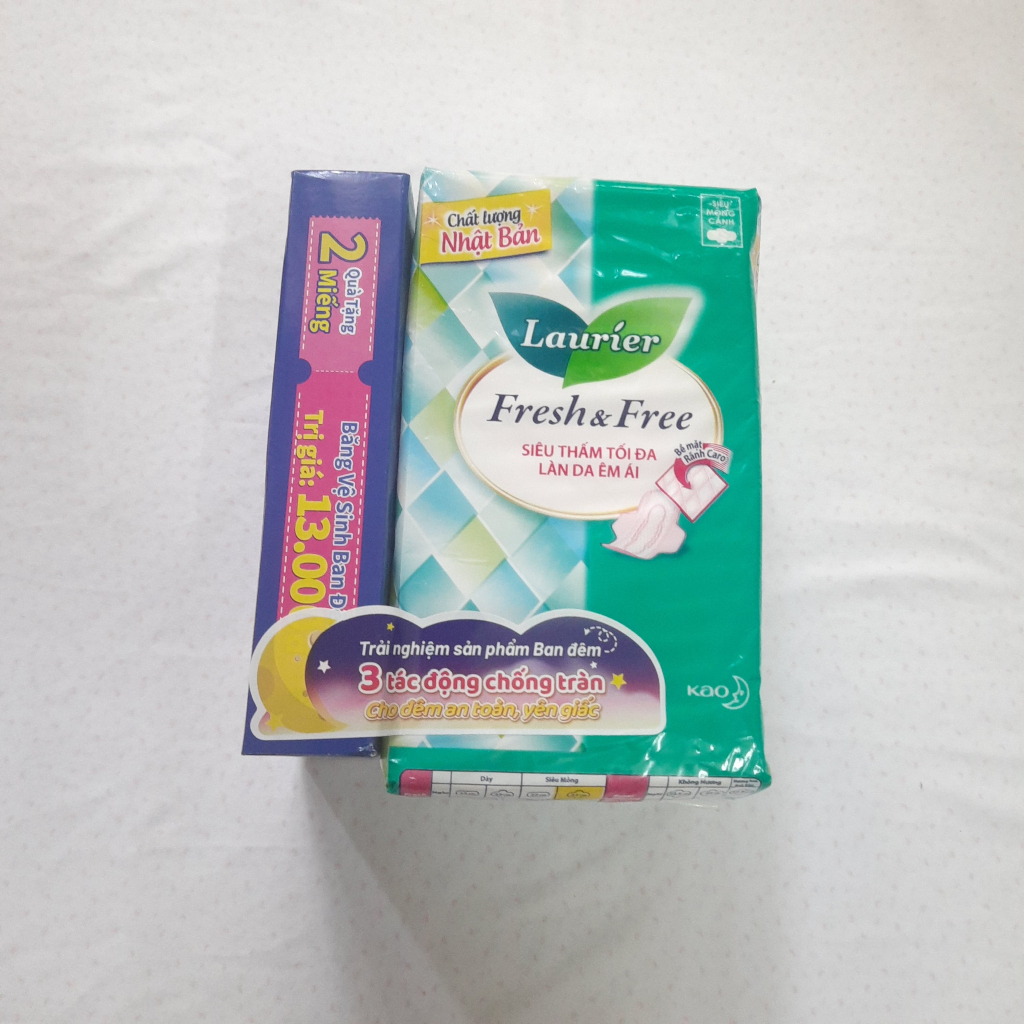 2 Quà Tặng
Miếng
Băng Vệ Sinh Ban
Trị giá: 13.00
Chất lượng
Nhật Bản
SIÊU
MỎNG
CÁNH
Laurier
Fresh & Free
SIÊU THẤM TỐI ĐA
LÀN DA ÊM ÁI
Bề mặt
Rãnh Caro
Trải nghiệm sản phẩm Ban đêm
3 tác động chống tràn
Cho đêm an toàn, yên giấc
Kao
Dày
Siêu Mỏng
Không Hương